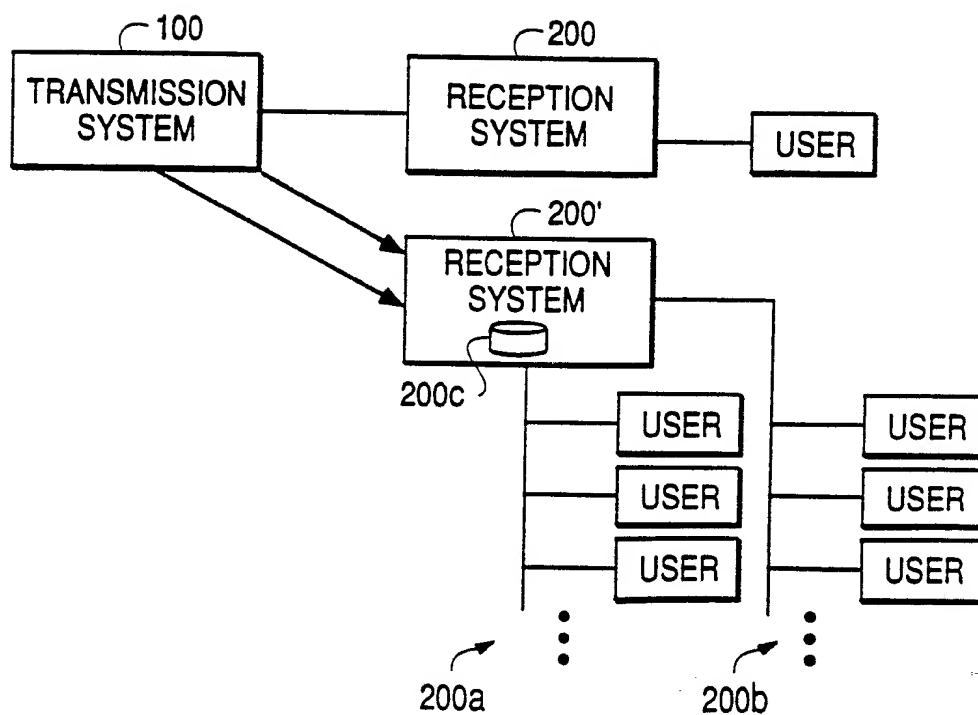 100
200
TRANSMISSION
SYSTEM
RECEPTION
SYSTEM
USER
200'
RECEPTION
SYSTEM
200c
USER
USER
USER
USER
USER
USER
200a
200b